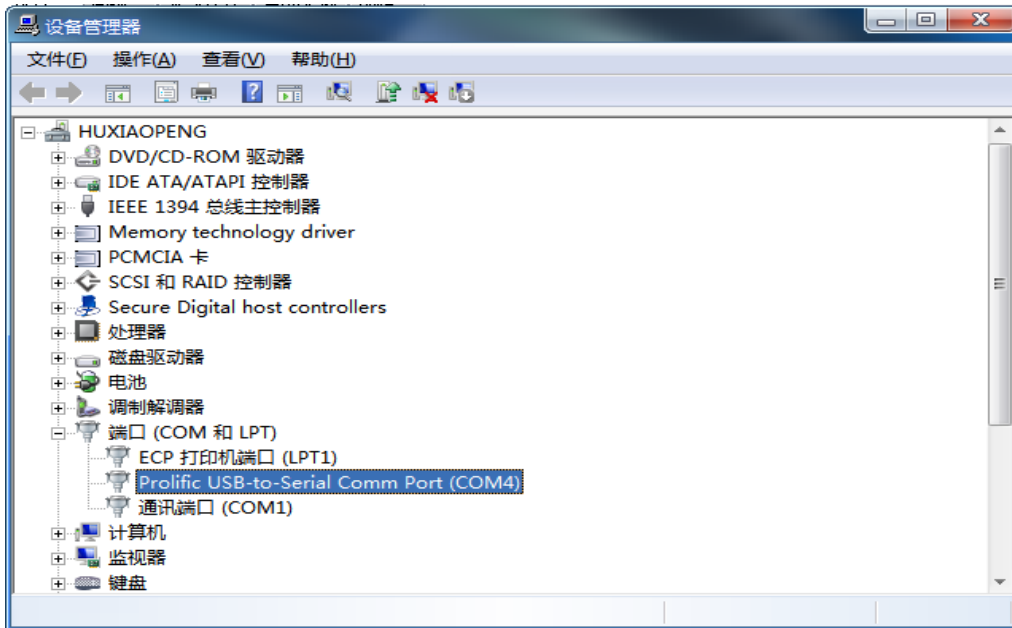 设备管理器
文件(F) 操作(A) 查看(V) 帮助(H)
HUXIAOPENG
DVD/CD-ROM 驱动器
IDE ATA/ATAPI 控制器
IEEE 1394 总线主控制器
Memory technology driver
PCMCIA 卡
SCSI 和 RAID 控制器
Secure Digital host controllers
处理器
磁盘驱动器
电池
调制解调器
端口 (COM 和 LPT)
ECP 打印机端口 (LPT1)
Prolific USB-to-Serial Comm Port (COM4)
通讯端口 (COM1)
计算机
监视器
键盘